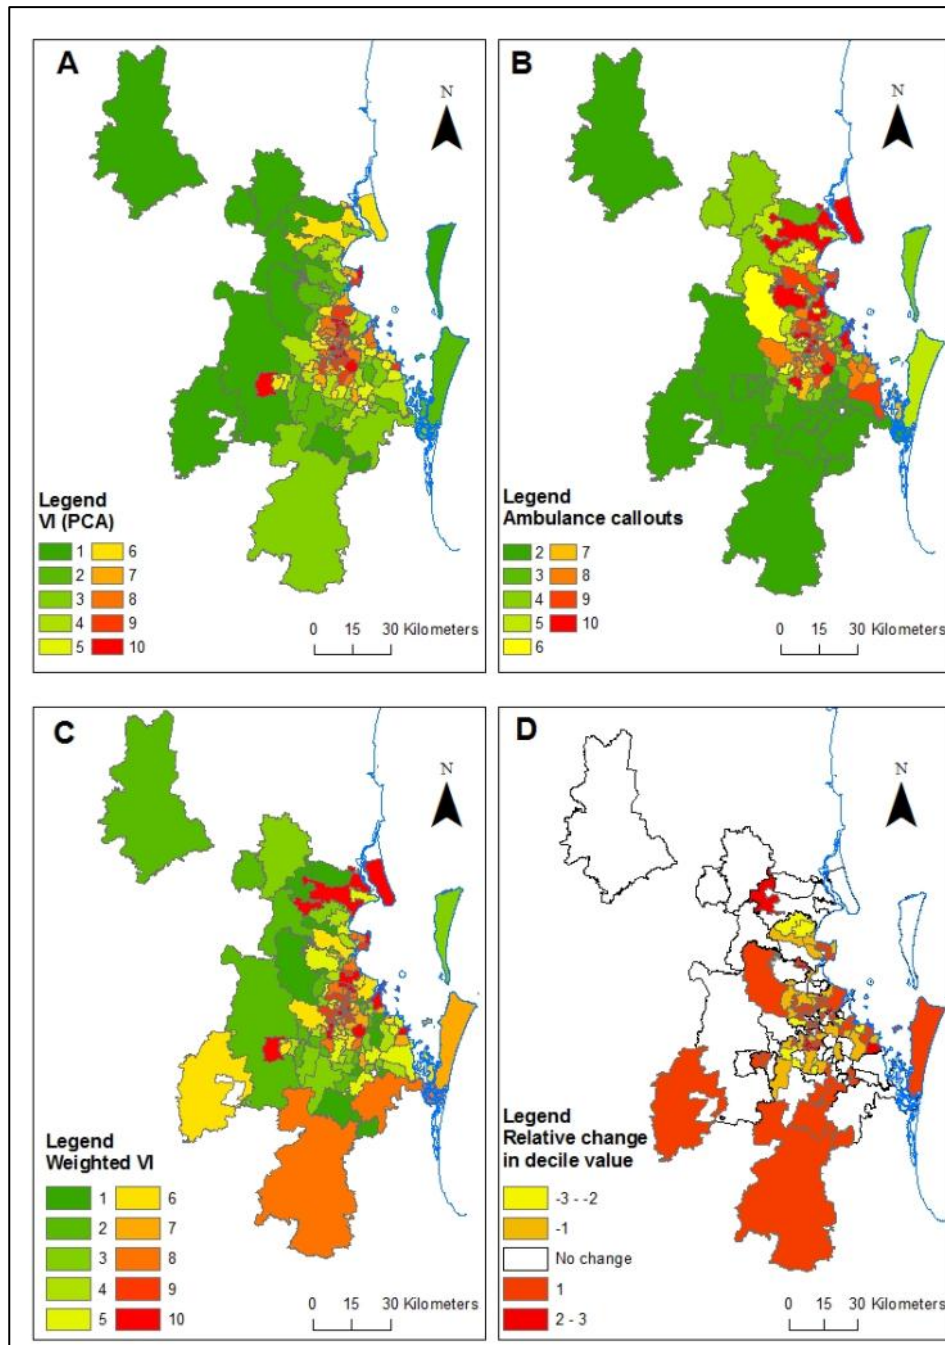 A
N
Legend
VI (PCA)
1 6
2 7
3 8
4 9
5 10
0 15 30 Kilometers
B
N
Legend
Ambulance callouts
2 7
3 8
4 9
5 10
6
0 15 30 Kilometers
C
N
Legend
Weighted VI
1 6
2 7
3 8
4 9
5 10
0 15 30 Kilometers
D
N
Legend
Relative change
in decile value
-3 - -2
-1
No change
1
2 - 3
0 15 30 Kilometers